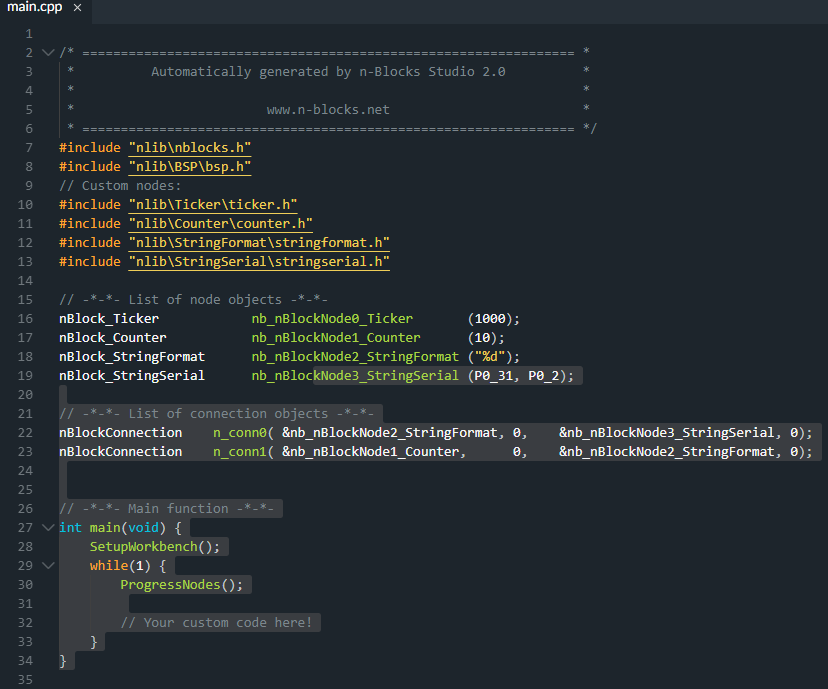 main.cpp ×
1
2 /* ================================================================ *
3  *          Automatically generated by n-Blocks Studio 2.0          *
4  *                                                                  *
5  *                         www.n-blocks.net                         *
6  * ================================================================ */
7 #include "nlib\nblocks.h"
8 #include "nlib\BSP\bsp.h"
9 // Custom nodes:
10 #include "nlib\Ticker\ticker.h"
11 #include "nlib\Counter\counter.h"
12 #include "nlib\StringFormat\stringformat.h"
13 #include "nlib\StringSerial\stringserial.h"
14
15 // -*-*- List of node objects -*-*-
16 nBlock_Ticker            nb_nBlockNode0_Ticker       (1000);
17 nBlock_Counter           nb_nBlockNode1_Counter      (10);
18 nBlock_StringFormat      nb_nBlockNode2_StringFormat ("%d");
19 nBlock_StringSerial      nb_nBlockNode3_StringSerial (P0_31, P0_2);
20
21 // -*-*- List of connection objects -*-*-
22 nBlockConnection    n_conn0( &nb_nBlockNode2_StringFormat, 0,    &nb_nBlockNode3_StringSerial, 0);
23 nBlockConnection    n_conn1( &nb_nBlockNode1_Counter,      0,    &nb_nBlockNode2_StringFormat, 0);
24
25
26 // -*-*- Main function -*-*-
27 int main(void) {
28     SetupWorkbench();
29     while(1) {
30         ProgressNodes();
31
32         // Your custom code here!
33     }
34 }
35